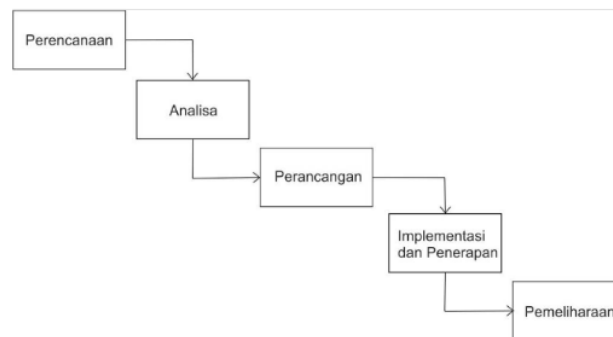 Perencanaan
Analisa
Perancangan
Implementasi
dan Penerapan
Pemeliharaan